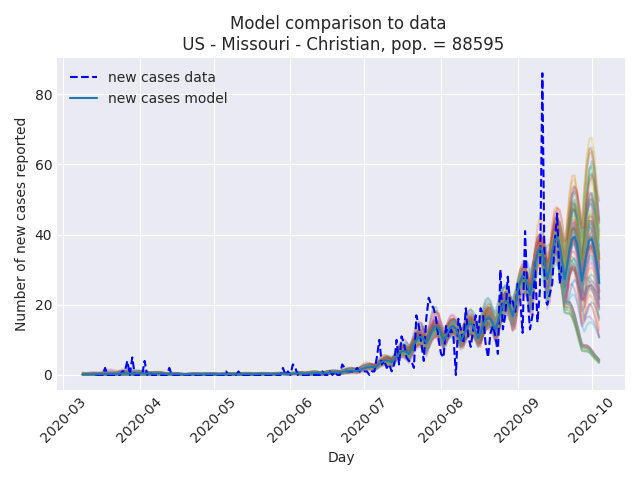 Model comparison to data
US - Missouri - Christian, pop. = 88595
new cases data
new cases model
Number of new cases reported
80
60
40
20
0
2020-03
2020-04
2020-05
2020-06
2020-07
2020-08
2020-09
2020-10
Day